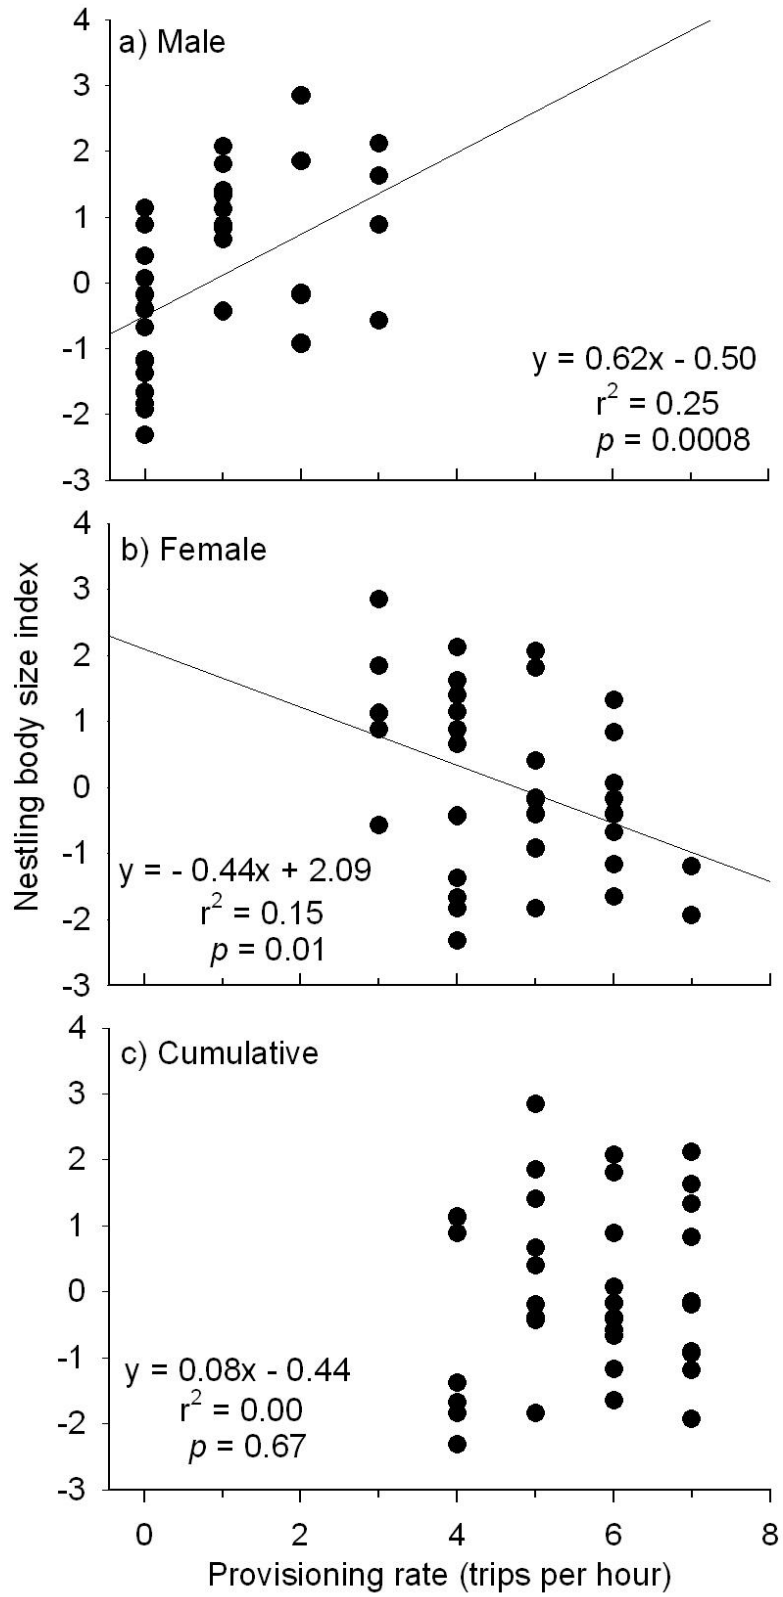 4
a) Male
3
2
1
0
-1
y = 0.62x - 0.50
r² = 0.25
-2
p = 0.0008
-3
Nestling body size index
4
b) Female
3
2
1
0
-1
y = - 0.44x + 2.09
r² = 0.15
-2
p = 0.01
-3
4
c) Cumulative
3
2
1
0
-1
y = 0.08x - 0.44
r² = 0.00
-2
p = 0.67
-3
0 2 4 6 8
Provisioning rate (trips per hour)